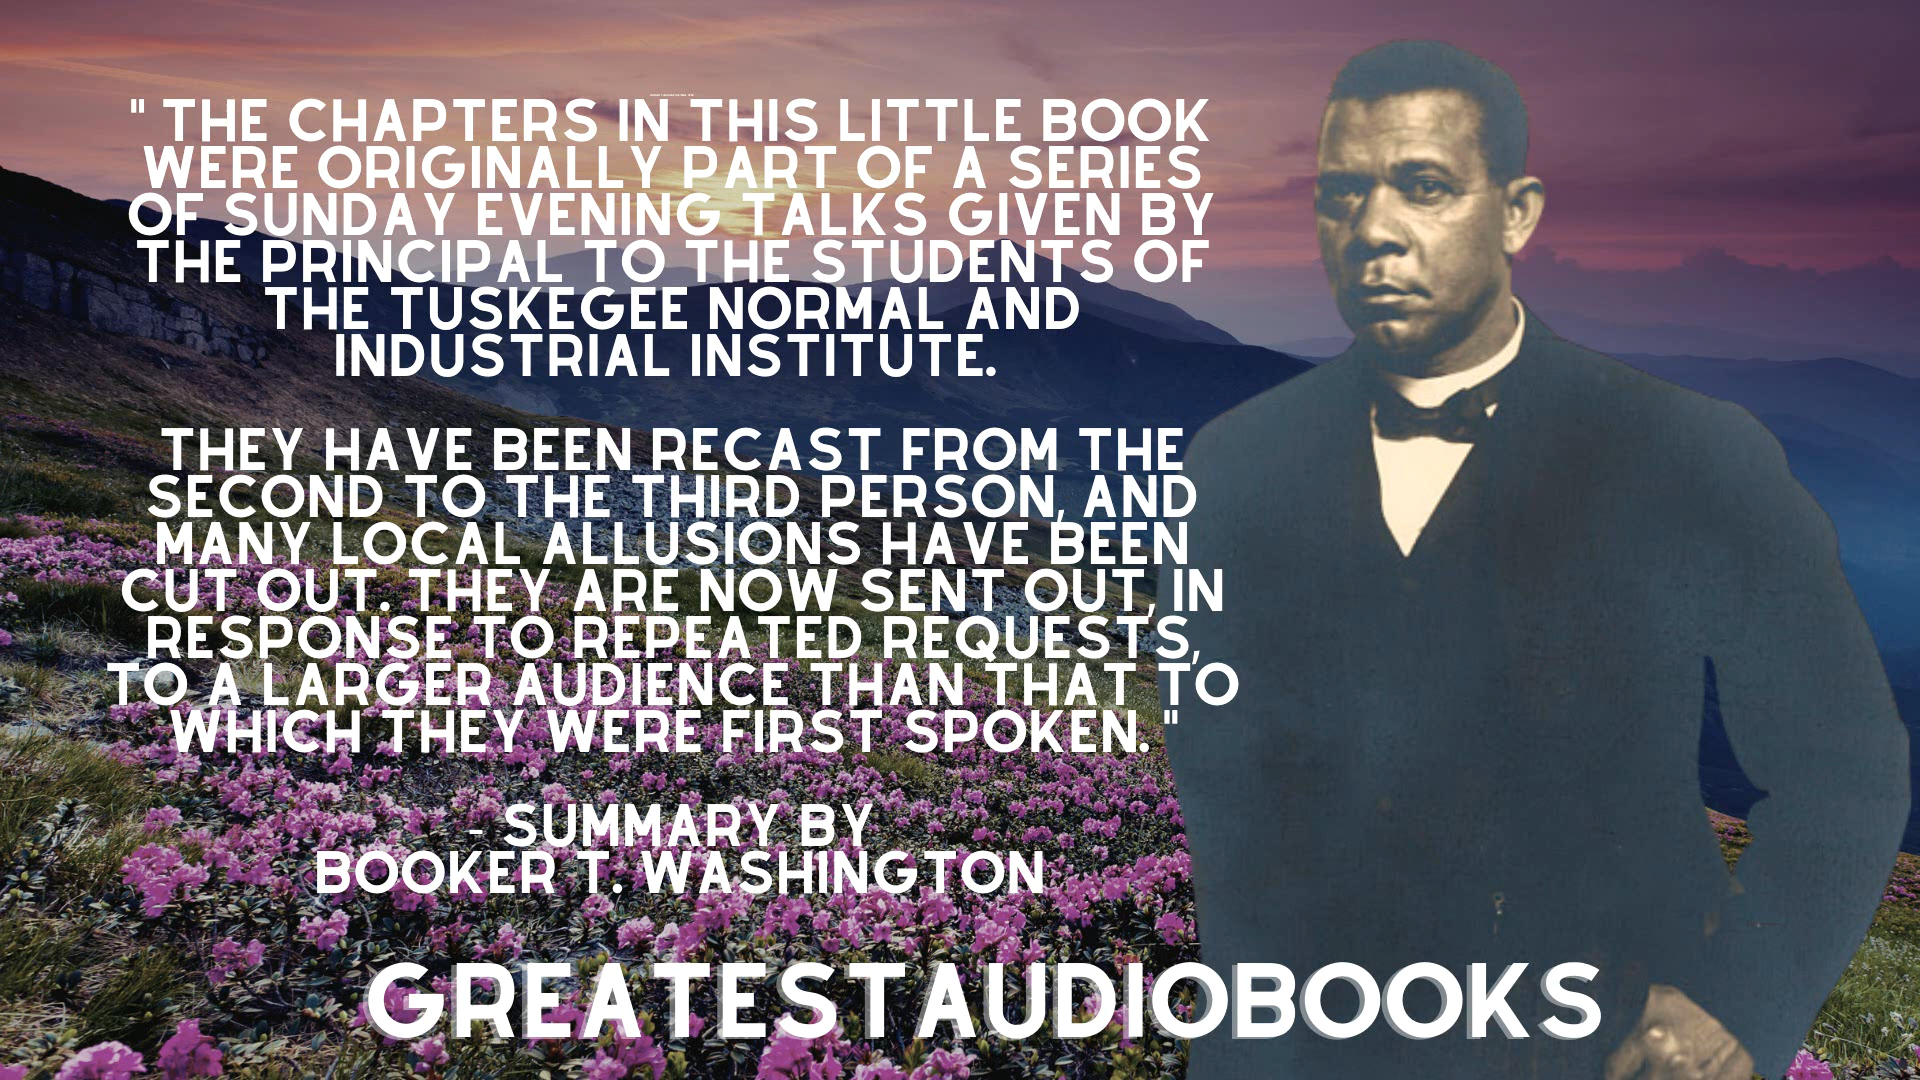 " THE CHAPTERS IN THIS LITTLE BOOK
WERE ORIGINALLY PART OF A SERIES
OF SUNDAY EVENING TALKS GIVEN BY
THE PRINCIPAL TO THE STUDENTS OF
THE TUSKEGEE NORMAL AND
INDUSTRIAL INSTITUTE.
THEY HAVE BEEN RECAST FROM THE
SECOND TO THE THIRD PERSON, AND
MANY LOCAL ALLUSIONS HAVE BEEN
CUT OUT. THEY ARE NOW SENT OUT, IN
RESPONSE TO REPEATED REQUESTS,
TO A LARGER AUDIENCE THAN THAT TO
WHICH THEY WERE FIRST SPOKEN. "
- SUMMARY BY
BOOKER T. WASHINGTON
GREATESTAUDIOBOOKS